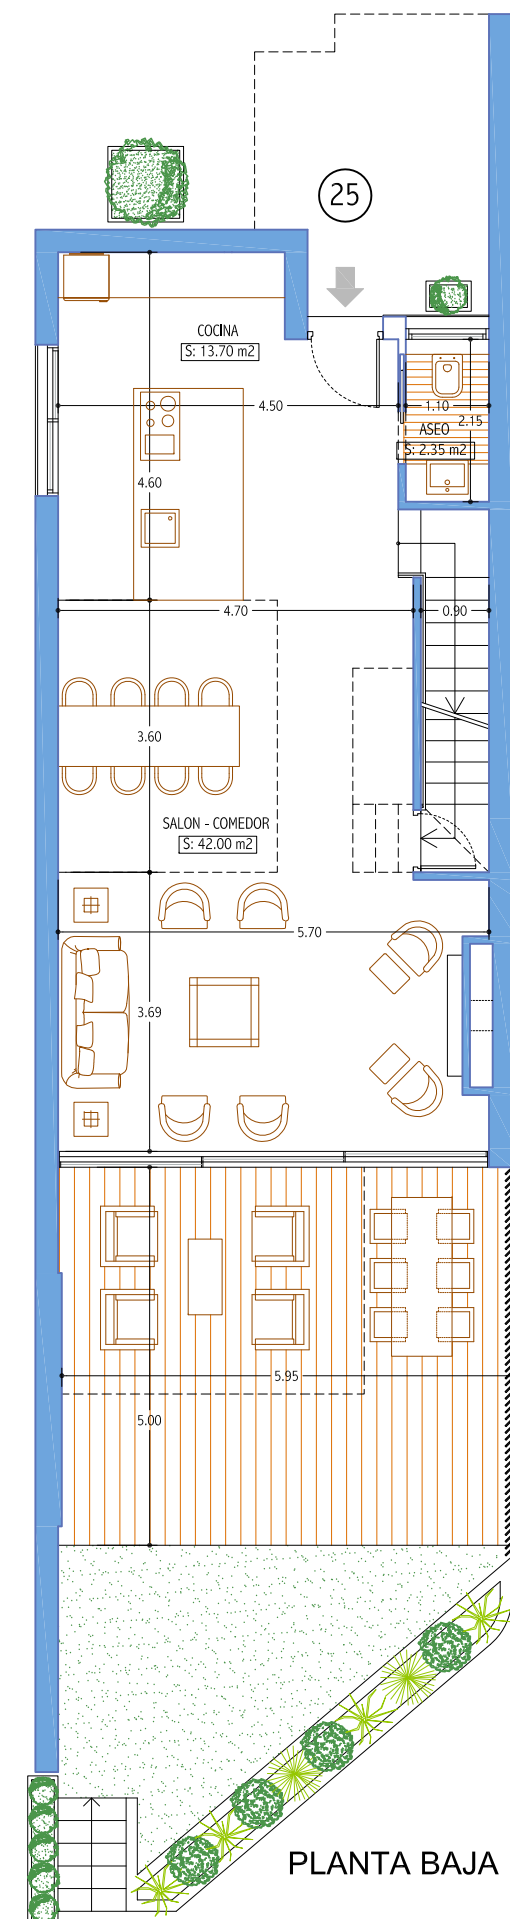 25
COCINA
S: 13.70 m2
4.50
1.10
2.15
ASEO
S: 2.35 m2
4.60
4.70
0.90
3.60
SALON - COMEDOR
S: 42.00 m2
5.70
3.69
5.95
5.00
PLANTA BAJA